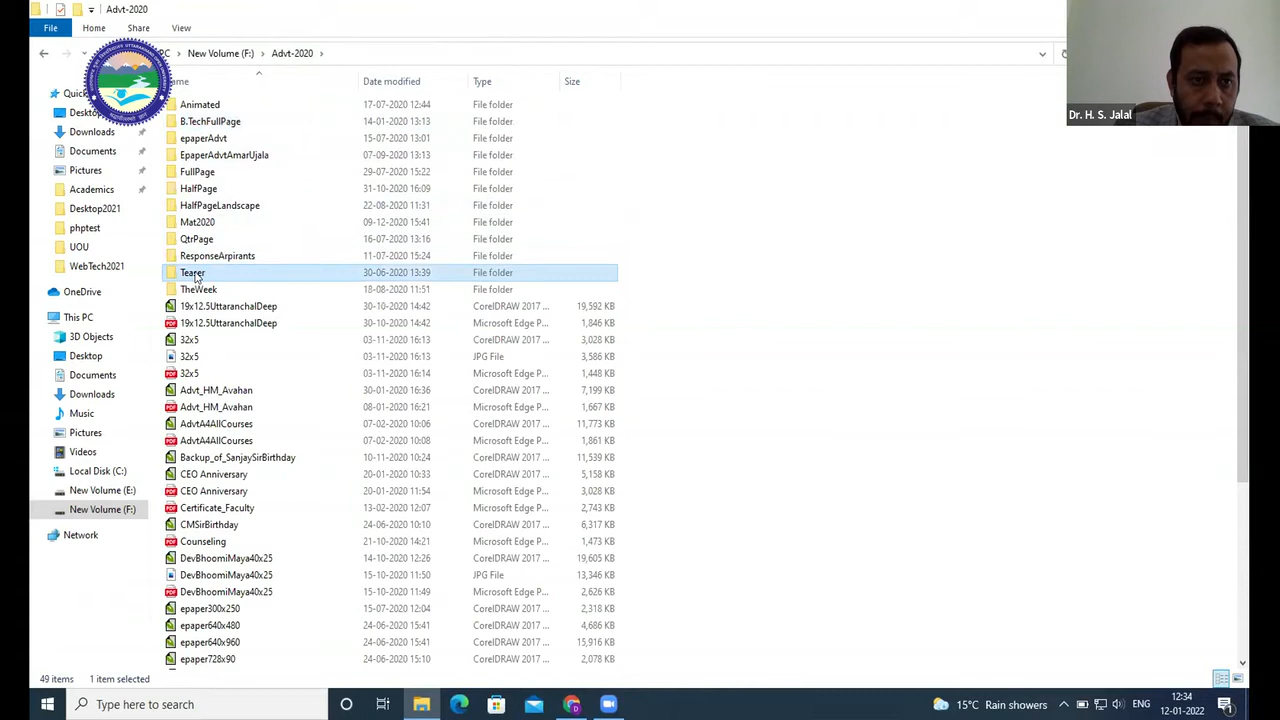 Advt-2020
File Home Share View
PC New Volume (F:) Advt-2020
Name Date modified Type Size
Animated 17-07-2020 12:44 File folder
B.TechFullPage 14-01-2020 13:13 File folder
epaperAdvt 15-07-2020 13:01 File folder
EpaperAdvtAmarUjala 07-09-2020 13:13 File folder
FullPage 29-07-2020 15:22 File folder
HalfPage 31-10-2020 16:09 File folder
HalfPageLandscape 22-08-2020 11:31 File folder
Mat2020 09-12-2020 15:41 File folder
QtrPage 16-07-2020 13:16 File folder
ResponseArpirants 11-07-2020 15:24 File folder
30-06-2020 13:39 File folder
TheWeek 18-08-2020 11:51 File folder
19x12.5UttaranchalDeep 30-10-2020 14:42 CorelDRAW 2017 ... 19,592 KB
19x12.5UttaranchalDeep 30-10-2020 14:42 Microsoft Edge P... 1,846 KB
32x5 03-11-2020 16:13 CorelDRAW 2017 ... 3,028 KB
32x5 03-11-2020 16:13 JPG File 3,586 KB
32x5 03-11-2020 16:14 Microsoft Edge P... 1,448 KB
Advt_HM_Avahan 30-01-2020 16:36 CorelDRAW 2017 ... 7,199 KB
Advt_HM_Avahan 08-01-2020 16:21 Microsoft Edge P... 1,667 KB
AdvtA4AllCourses 07-02-2020 10:06 CorelDRAW 2017 ... 11,773 KB
AdvtA4AllCourses 07-02-2020 10:08 Microsoft Edge P... 1,861 KB
Backup_of_SanjaySirBirthday 10-11-2020 10:24 CorelDRAW 2017 ... 11,539 KB
CEO Anniversary 20-01-2020 10:33 CorelDRAW 2017 ... 5,158 KB
CEO Anniversary 20-01-2020 11:54 Microsoft Edge P... 3,028 KB
Certificate_Faculty 13-02-2020 12:07 Microsoft Edge P... 2,743 KB
CMSirBirthday 24-06-2020 10:10 CorelDRAW 2017 ... 6,317 KB
Counseling 21-10-2020 14:21 Microsoft Edge P... 1,473 KB
DevBhoomiMaya40x25 14-10-2020 12:26 CorelDRAW 2017 ... 19,605 KB
DevBhoomiMaya40x25 15-10-2020 11:50 JPG File 13,346 KB
DevBhoomiMaya40x25 15-10-2020 11:49 Microsoft Edge P... 2,626 KB
epaper300x250 15-07-2020 12:04 CorelDRAW 2017 ... 2,318 KB
epaper640x480 24-06-2020 15:41 CorelDRAW 2017 ... 4,686 KB
epaper640x960 24-06-2020 15:41 CorelDRAW 2017 ... 15,916 KB
epaper728x90 24-06-2020 15:10 CorelDRAW 2017 ... 2,078 KB
Quick
Desktop
Downloads
Documents
Pictures
Academics
Desktop2021
phptest
UOU
WebTech2021
OneDrive
This PC
3D Objects
Desktop
Documents
Downloads
Music
Pictures
Videos
Local Disk (C:)
New Volume (E:)
New Volume (F:)
Network
49 items 1 item selected
Dr. H. S. Jalal
Type here to search
15°C Rain showers ENG 12:34
12-01-2022
1